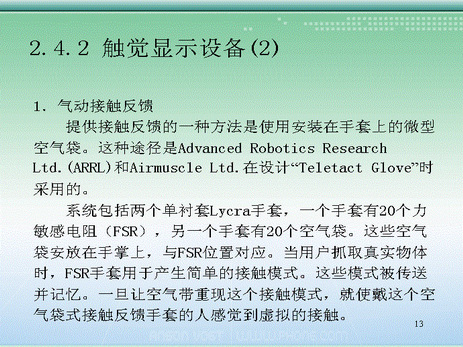 2.4.2 触觉显示设备(2)
1. 气动接触反馈
提供接触反馈的一种方法是使用安装在手套上的微型
空气袋。这种途径是Advanced Robotics Research
Ltd.(ARRL)和Airmuscle Ltd.在设计“Teletact Glove”时
采用的。
系统包括两个单衬套Lycra手套，一个手套有20个力
敏感电阻（FSR），另一个手套有20个空气袋。这些空气
袋安放在手掌上，与FSR位置对应。当用户抓取真实物体
时，FSR手套用于产生简单的接触模式。这些模式被传送
并记忆。一旦让空气带重现这个接触模式，就使戴这个空
气袋式接触反馈手套的人感觉到虚拟的接触。
13